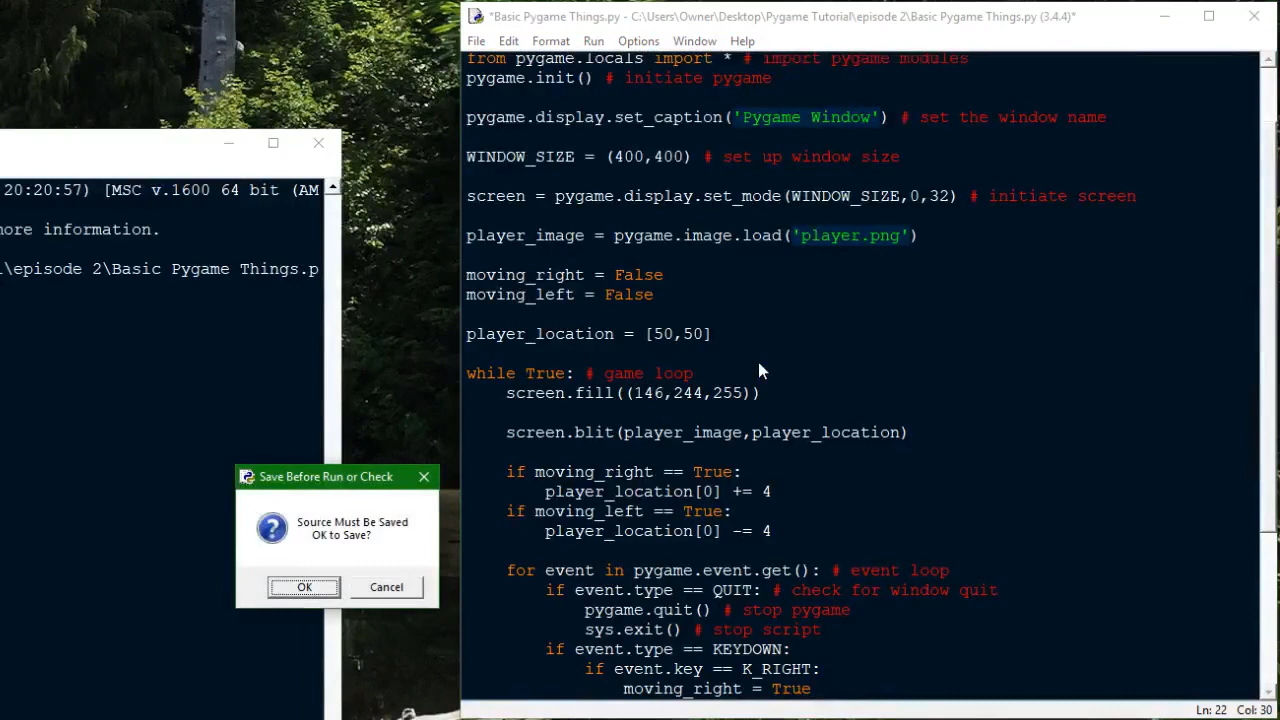 *Basic Pygame Things.py - C:\Users\Owner\Desktop\Pygame Tutorial\episode 2\Basic Pygame Things.py (3.4.4)*
File Edit Format Run Options Window Help
from pygame.locals import * # import pygame modules
pygame.init() # initiate pygame
pygame.display.set_caption('Pygame Window') # set the window name
WINDOW_SIZE = (400,400) # set up window size
screen = pygame.display.set_mode(WINDOW_SIZE,0,32) # initiate screen
player_image = pygame.image.load('player.png')
moving_right = False
moving_left = False
player_location = [50,50]
while True: # game loop
screen.fill((146,244,255))
screen.blit(player_image,player_location)
if moving_right == True:
player_location[0] += 4
if moving_left == True:
player_location[0] -= 4
for event in pygame.event.get(): # event loop
if event.type == QUIT: # check for window quit
pygame.quit() # stop pygame
sys.exit() # stop script
if event.type == KEYDOWN:
if event.key == K_RIGHT:
moving_right = True
Ln: 22 Col: 30
20:20:57) [MSC v.1600 64 bit (AM
ore information.
\episode 2\Basic Pygame Things.p
Save Before Run or Check
Source Must Be Saved
OK to Save?
OK Cancel